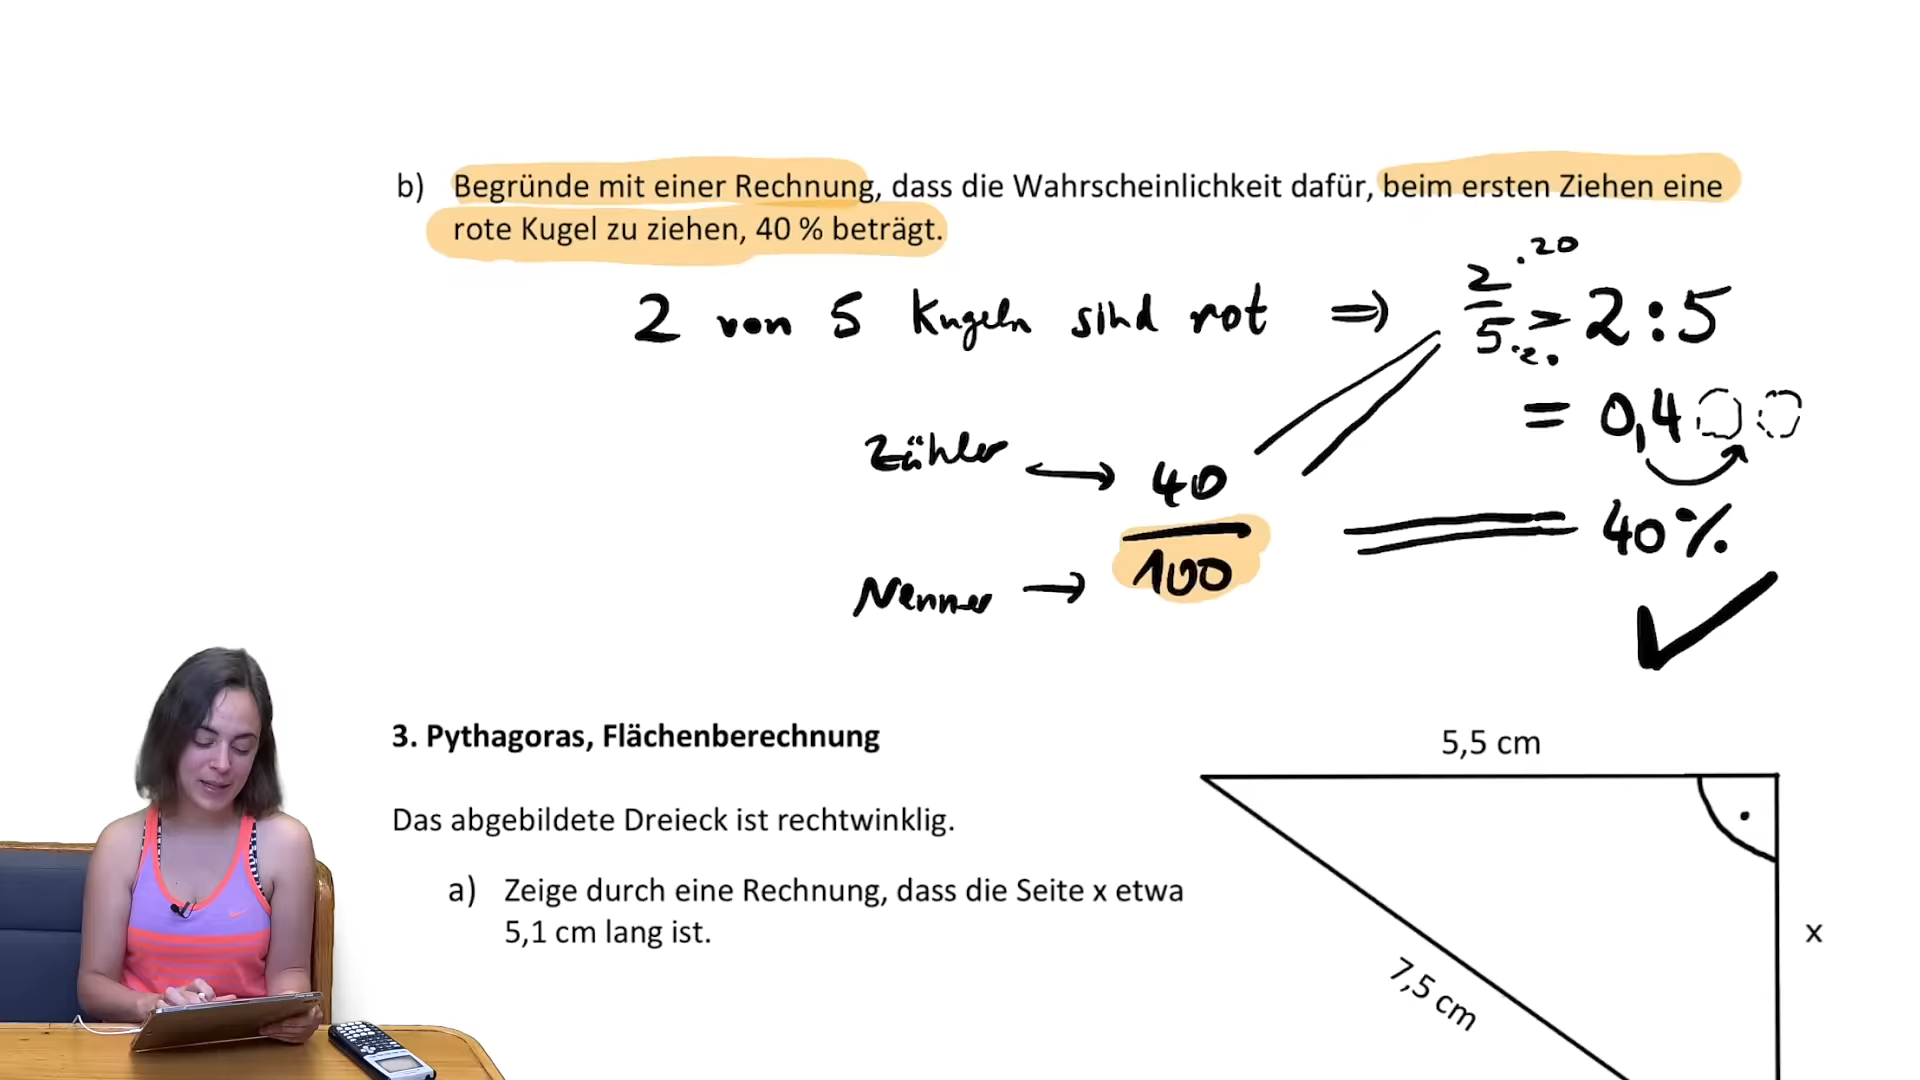 b) Begründe mit einer Rechnung, dass die Wahrscheinlichkeit dafür, beim ersten Ziehen eine
rote Kugel zu ziehen, 40 % beträgt.
2 von 5 Kugeln sind rot => 2/5 = 2:5
·20
·20
= 0,4
Zähler <-> 40
Nenner -> 100
= 40%
3. Pythagoras, Flächenberechnung
5,5 cm
Das abgebildete Dreieck ist rechtwinklig.
a) Zeige durch eine Rechnung, dass die Seite x etwa
5,1 cm lang ist.
x
7,5 cm